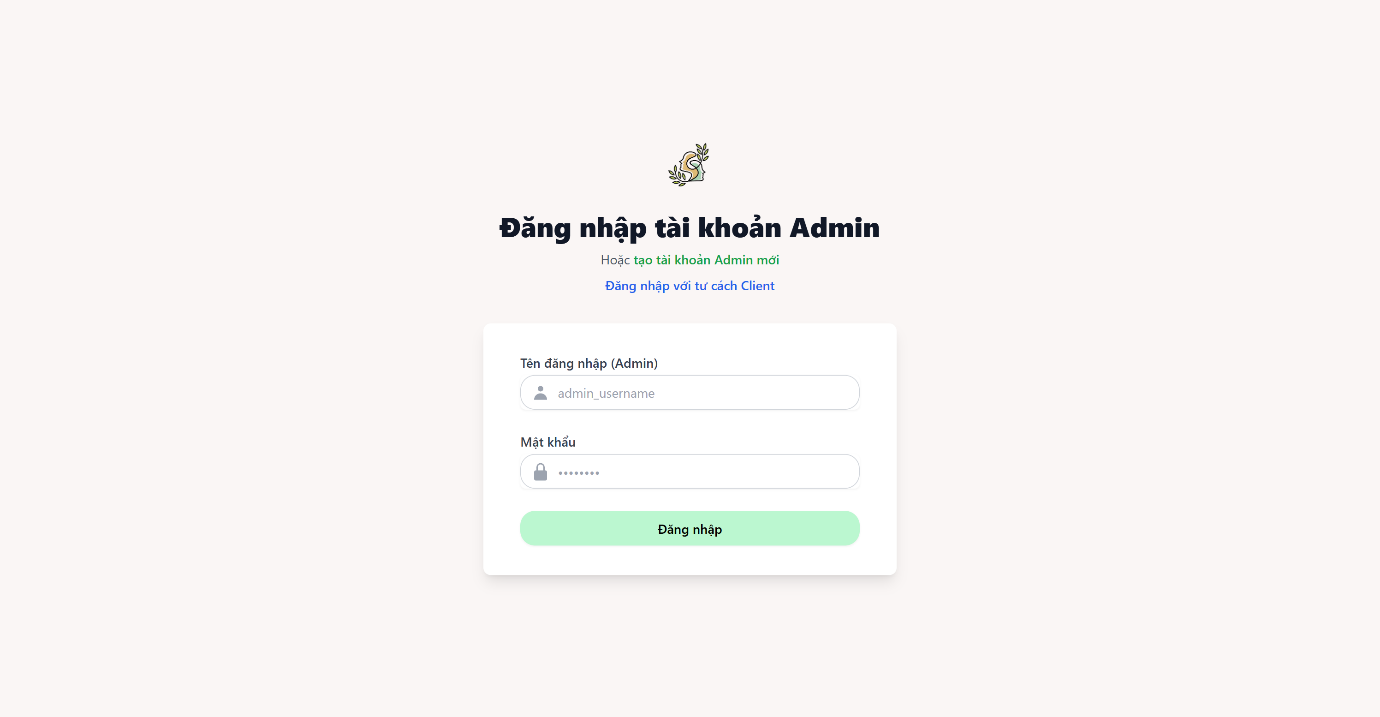 Đăng nhập tài khoản Admin
Hoặc tạo tài khoản Admin mới
Đăng nhập với tư cách Client
Tên đăng nhập (Admin)
admin_username
Mật khẩu
••••••••
Đăng nhập